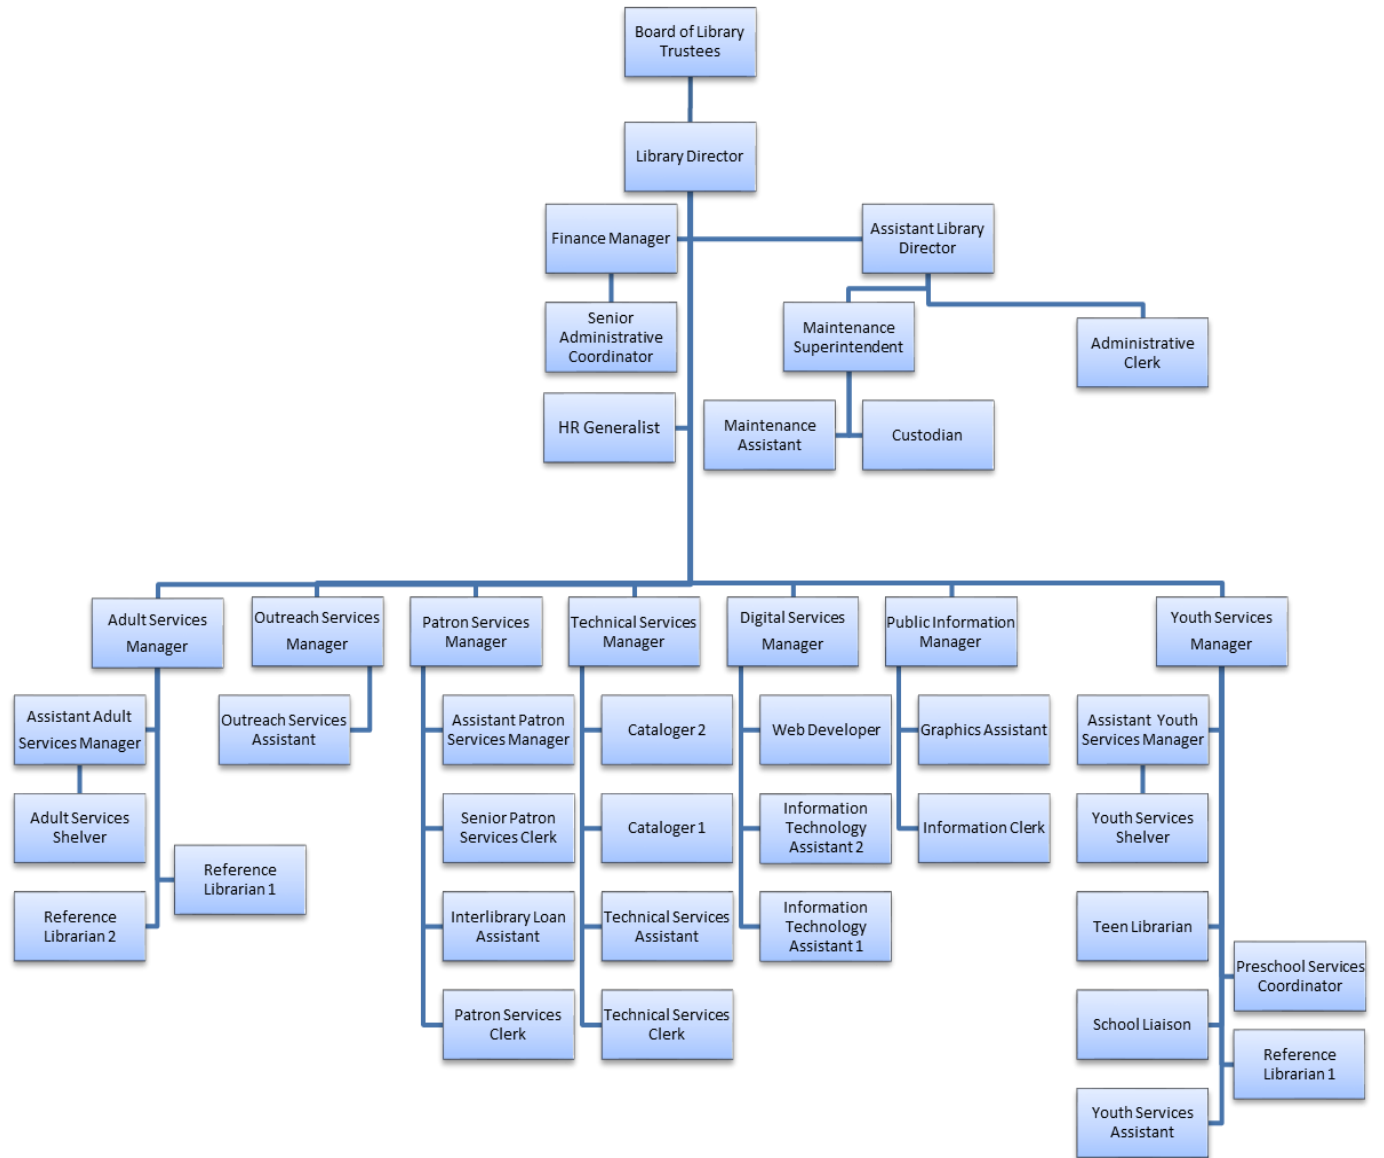 Board of Library
Trustees
Library Director
Finance Manager
Assistant Library
Director
Senior
Administrative
Coordinator
Maintenance
Superintendent
Administrative
Clerk
HR Generalist
Maintenance
Assistant
Custodian
Adult Services
Manager
Outreach Services
Manager
Patron Services
Manager
Technical Services
Manager
Digital Services
Manager
Public Information
Manager
Youth Services
Manager
Assistant Adult
Services Manager
Adult Services
Shelver
Reference
Librarian 1
Reference
Librarian 2
Outreach Services
Assistant
Assistant Patron
Services Manager
Senior Patron
Services Clerk
Interlibrary Loan
Assistant
Patron Services
Clerk
Cataloger 2
Cataloger 1
Technical Services
Assistant
Technical Services
Clerk
Web Developer
Information
Technology
Assistant 2
Information
Technology
Assistant 1
Graphics Assistant
Information Clerk
Assistant Youth
Services Manager
Youth Services
Shelver
Teen Librarian
Preschool Services
Coordinator
School Liaison
Reference
Librarian 1
Youth Services
Assistant